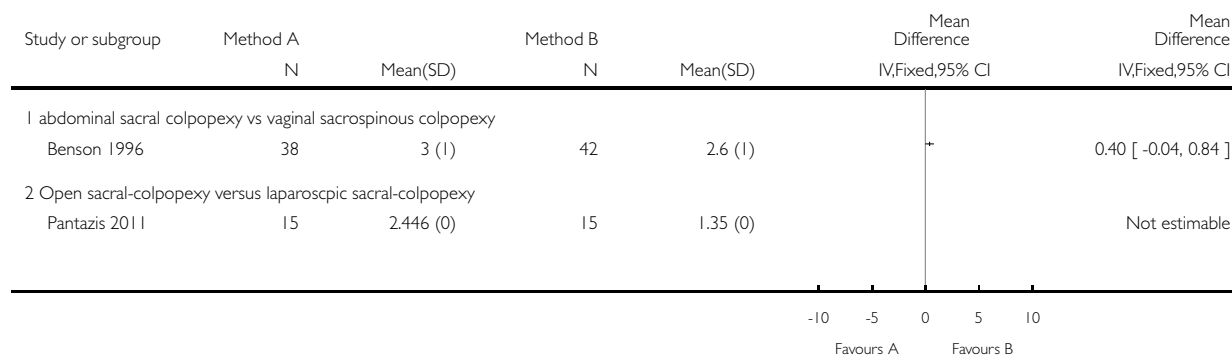 Study or subgroup Method A Method B Mean Difference Mean Difference
N Mean(SD) N Mean(SD) IV,Fixed,95% CI IV,Fixed,95% CI
1 abdominal sacral colpopexy vs vaginal sacrospinous colpopexy
Benson 1996 38 3 (1) 42 2.6 (1) 0.40 [ -0.04, 0.84 ]
2 Open sacral-colpopexy versus laparoscpic sacral-colpopexy
Pantazis 2011 15 2.446 (0) 15 1.35 (0) Not estimable
-10 -5 0 5 10
Favours A Favours B